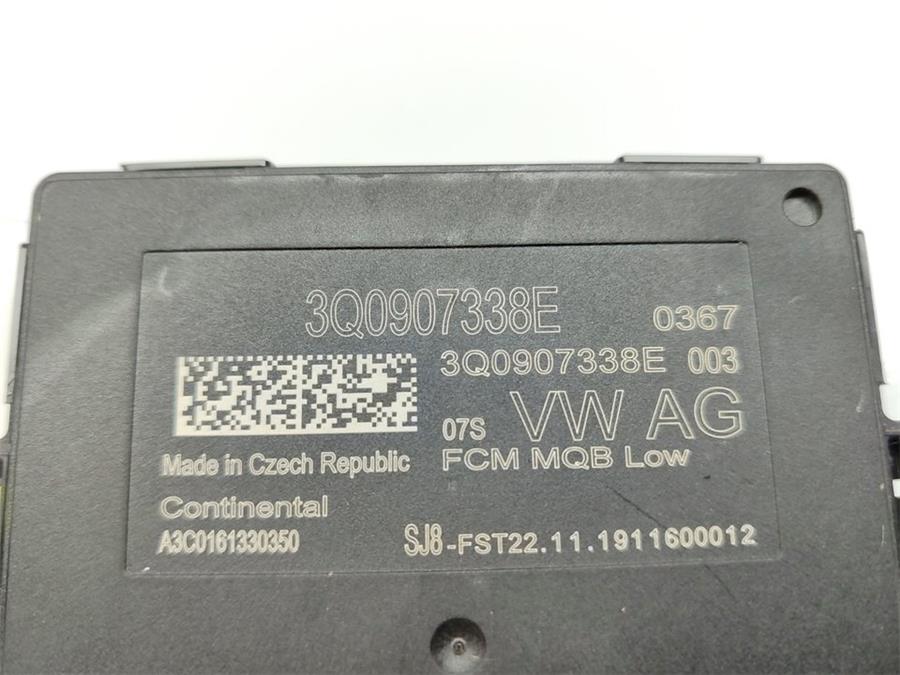 3Q0907338E
0367
3Q0907338E 003
07S VW AG
Made in Czech Republic
FCM MQB Low
Continental
A3C0161330350
SJ8-FST22.11.1911600012